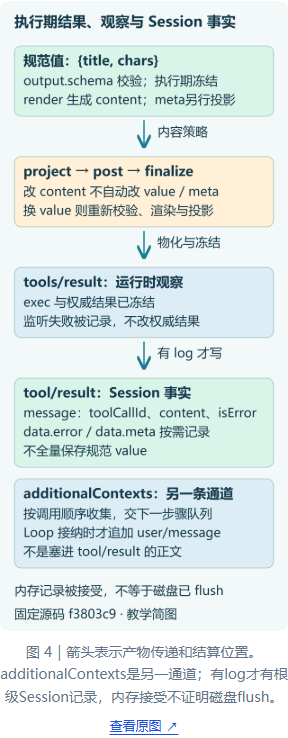 执行期结果、观察与 Session 事实
规范值：{title, chars}
output.schema 校验；执行期冻结
render 生成 content；meta另行投影
内容策略
project → post → finalize
改 content 不自动改 value / meta
换 value 则重新校验、渲染与投影
物化与冻结
tools/result：运行时观察
exec 与权威结果已冻结
监听失败被记录，不改权威结果
有 log 才写
tool/result：Session 事实
message：toolCallId、content、isError
data.error / data.meta 按需记录
不全量保存规范 value
additionalContexts：另一条通道
按调用顺序收集，交下一步骤队列
Loop 接纳时才追加 user/message
不是塞进 tool/result 的正文
内存记录被接受，不等于磁盘已 flush
固定源码 f3803c9 · 教学简图
图 4｜箭头表示产物传递和结算位置。
additionalContexts是另一通道；有log才有根
级Session记录，内存接受不证明磁盘flush。
查看原图 ↗